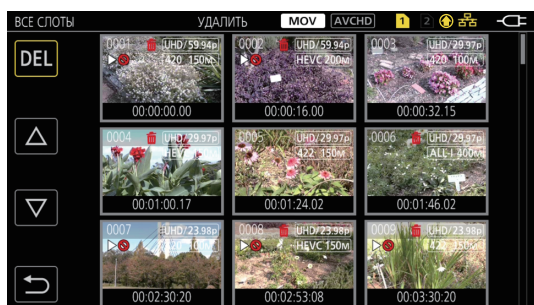 ВСЕ СЛОТЫ УДАЛИТЬ MOV AVCHD 1 2
DEL
0001 UHD/59.94p
420 150M
00:00:00.00
0002 UHD/59.94p
HEVC 200M
00:00:16.00
0003 UHD/29.97p
420 100M
00:00:32.15
0004 UHD/29.97p
00:01:00.17
0005 UHD/29.97p
422 150M
00:01:24.02
0006 UHD/29.97p
ALL-I 400M
00:01:46.02
0007 UHD/23.98p
00:02:30:20
0008 UHD/23.98p
HEVC 150M
00:02:53:08
0009 UHD/23.98p
422 150M
00:03:30:20